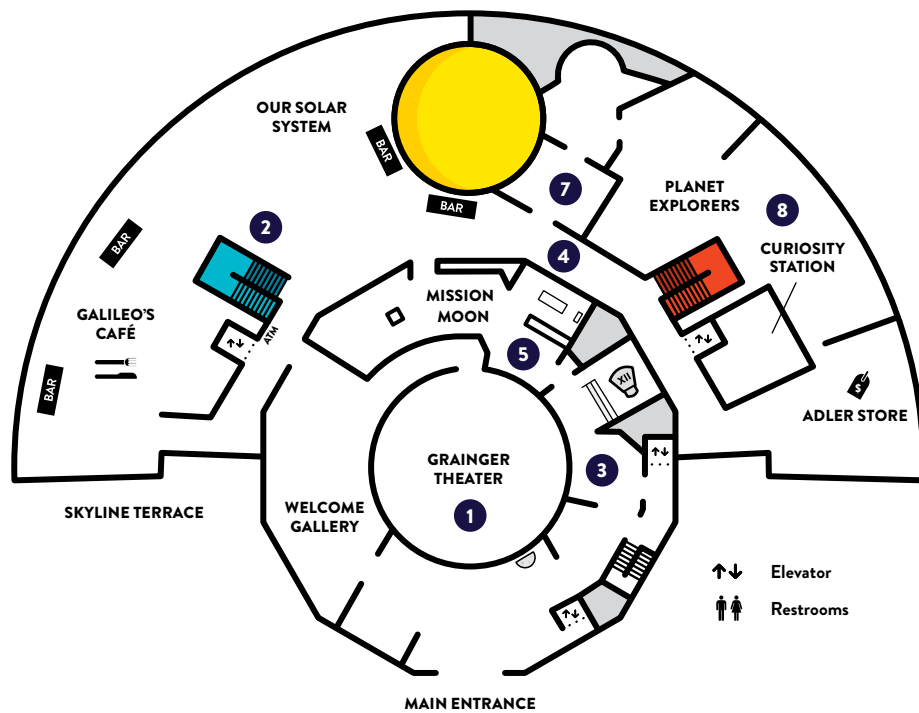 OUR SOLAR
SYSTEM
BAR
BAR
7
PLANET
EXPLORERS
8
2
BAR
4
CURIOSITY
STATION
MISSION
MOON
GALILEO'S
CAFÉ
ATM
5
BAR
XII
$
ADLER STORE
GRAINGER
THEATER
3
1
SKYLINE TERRACE
WELCOME
GALLERY
Elevator
Restrooms
MAIN ENTRANCE